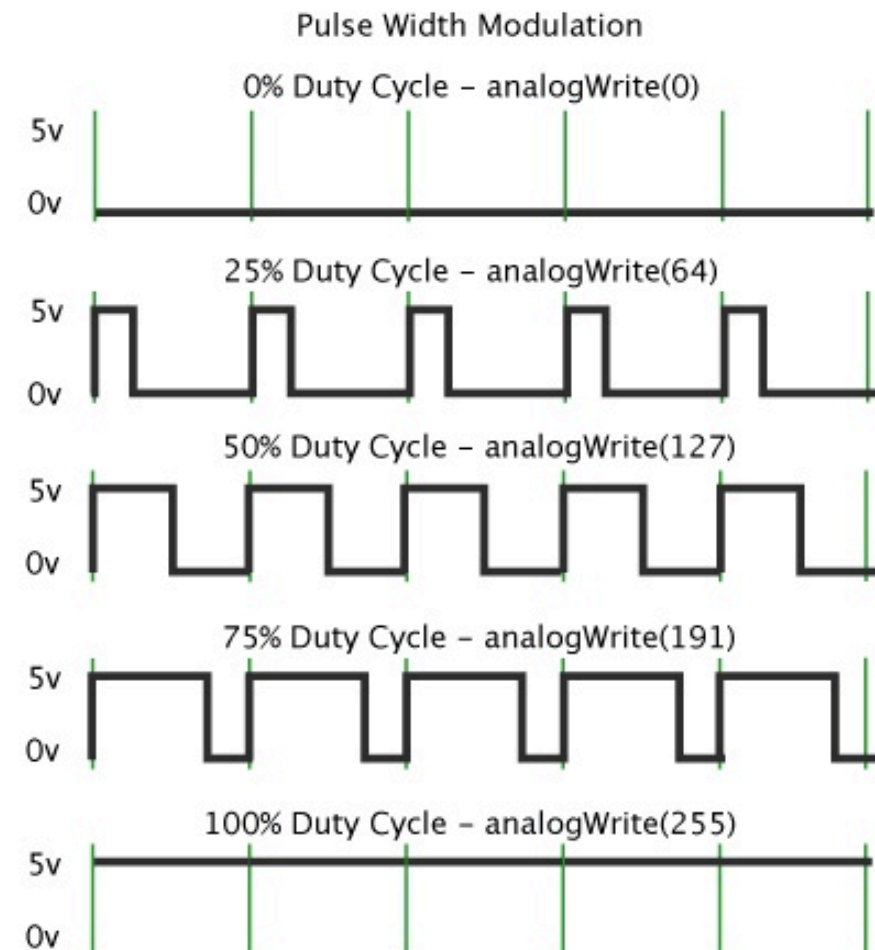 Pulse Width Modulation
0% Duty Cycle – analogWrite(0)
5v
0v
25% Duty Cycle – analogWrite(64)
5v
0v
50% Duty Cycle – analogWrite(127)
5v
0v
75% Duty Cycle – analogWrite(191)
5v
0v
100% Duty Cycle – analogWrite(255)
5v
0v